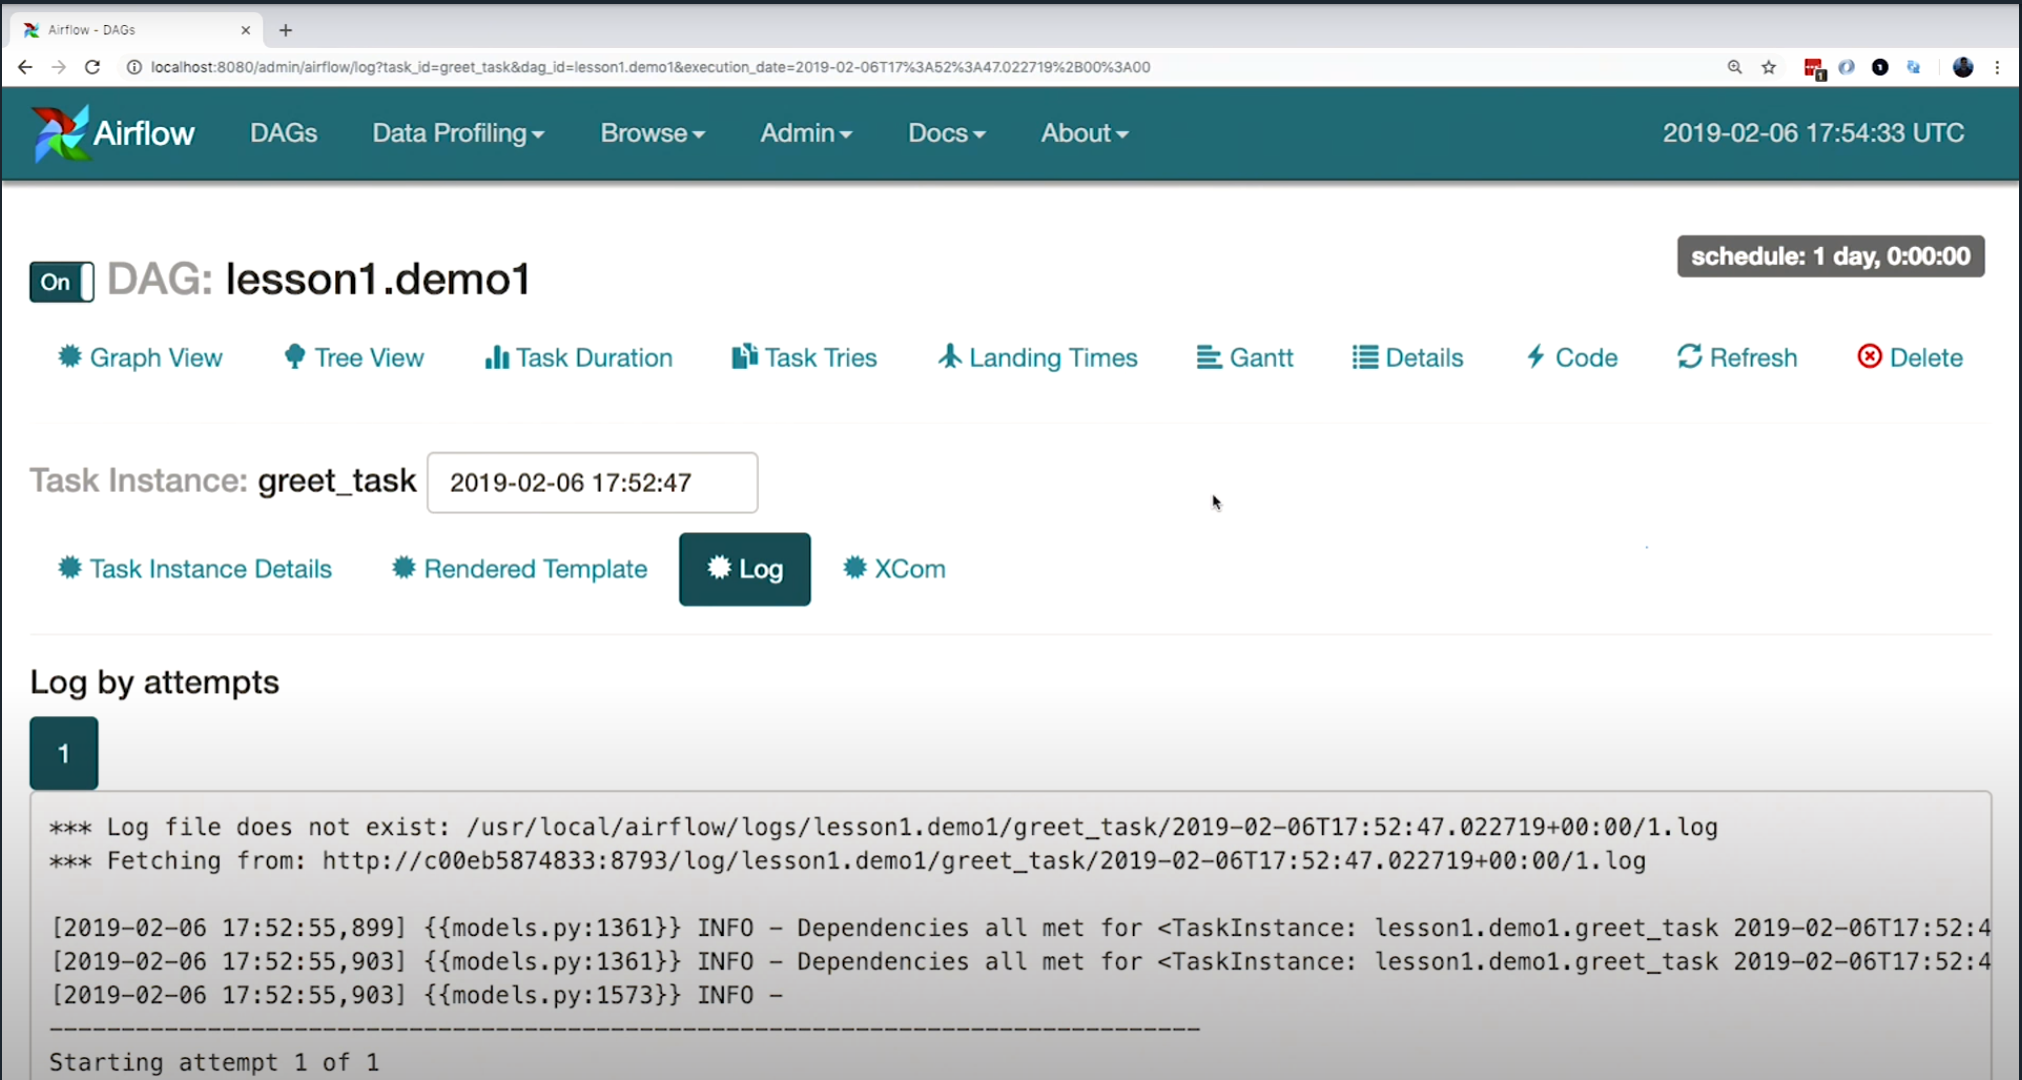 Airflow - DAGs
localhost:8080/admin/airflow/log?task_id=greet_task&dag_id=lesson1.demo1&execution_date=2019-02-06T17%3A52%3A47.022719%2B00%3A00
Airflow DAGs Data Profiling Browse Admin Docs About 2019-02-06 17:54:33 UTC
schedule: 1 day, 0:00:00
On DAG: lesson1.demo1
Graph View Tree View Task Duration Task Tries Landing Times Gantt Details Code Refresh Delete
Task Instance: greet_task 2019-02-06 17:52:47
Task Instance Details Rendered Template Log XCom
Log by attempts
1
*** Log file does not exist: /usr/local/airflow/logs/lesson1.demo1/greet_task/2019-02-06T17:52:47.022719+00:00/1.log
*** Fetching from: http://c00eb5874833:8793/log/lesson1.demo1/greet_task/2019-02-06T17:52:47.022719+00:00/1.log
[2019-02-06 17:52:55,899] {{models.py:1361}} INFO - Dependencies all met for <TaskInstance: lesson1.demo1.greet_task 2019-02-06T17:52:4
[2019-02-06 17:52:55,903] {{models.py:1361}} INFO - Dependencies all met for <TaskInstance: lesson1.demo1.greet_task 2019-02-06T17:52:4
[2019-02-06 17:52:55,903] {{models.py:1573}} INFO -
--------------------------------------------------------------------------------
Starting attempt 1 of 1